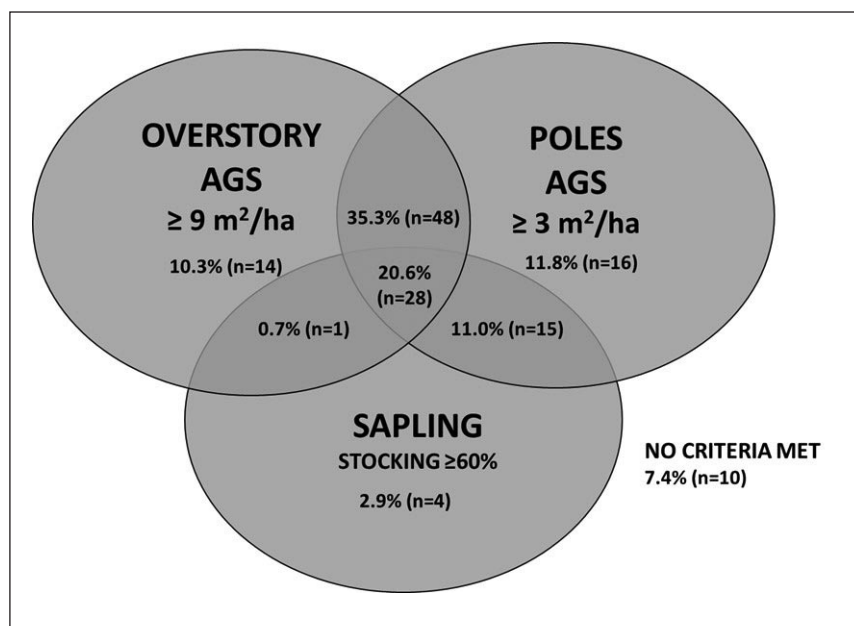 OVERSTORY
AGS
≥ 9 m²/ha
10.3% (n=14)
POLES
AGS
≥ 3 m²/ha
11.8% (n=16)
35.3% (n=48)
20.6%
(n=28)
0.7% (n=1)
11.0% (n=15)
SAPLING
STOCKING ≥60%
2.9% (n=4)
NO CRITERIA MET
7.4% (n=10)